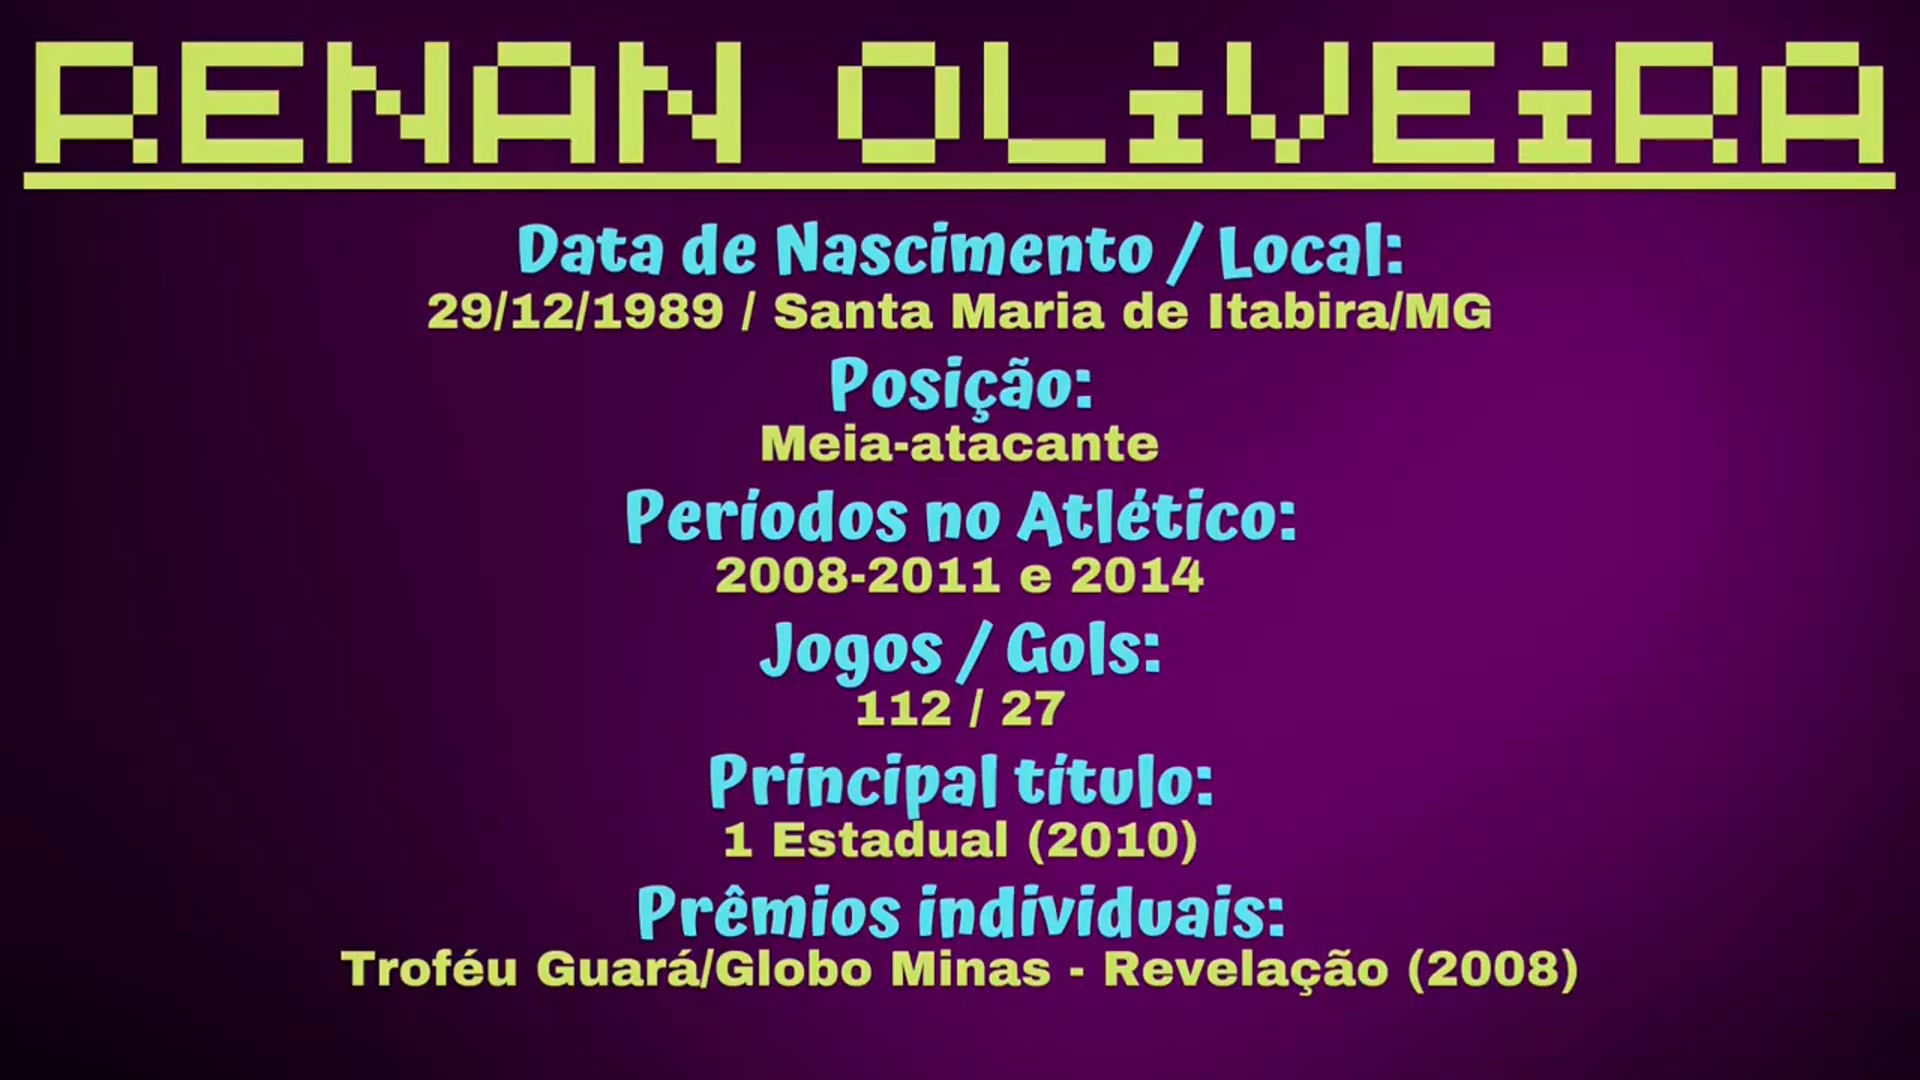 RENAN OLiVEiRA
Data de Nascimento / Local:
29/12/1989 / Santa Maria de Itabira/MG
Posição:
Meia-atacante
Períodos no Atlético:
2008-2011 e 2014
Jogos / Gols:
112 / 27
Principal título:
1 Estadual (2010)
Prêmios individuais:
Troféu Guará/Globo Minas - Revelação (2008)